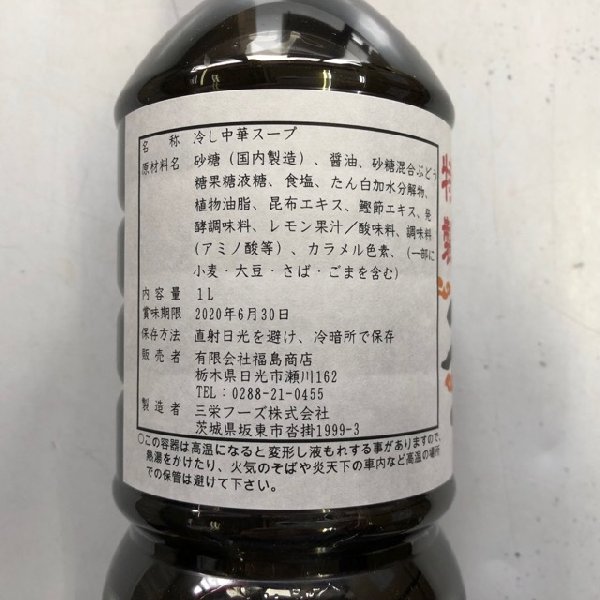 名称 冷し中華スープ
原材料名 砂糖（国内製造）、醤油、砂糖混合ぶどう
糖果糖液糖、食塩、たん白加水分解物、
植物油脂、昆布エキス、鰹節エキス、発
酵調味料、レモン果汁／酸味料、調味料
（アミノ酸等）、カラメル色素、（一部に
小麦・大豆・さば・ごまを含む）
内容量 1L
賞味期限 2020年6月30日
保存方法 直射日光を避け、冷暗所で保存
販売者 有限会社福島商店
栃木県日光市瀬川162
TEL：0288-21-0455
製造者 三栄フーズ株式会社
茨城県坂東市沓掛1999-3
○この容器は高温になると変形し液もれする事がありますので、
熱湯をかけたり、火気のそばや炎天下の車内など高温の場所
での保管は避けて下さい。
特製